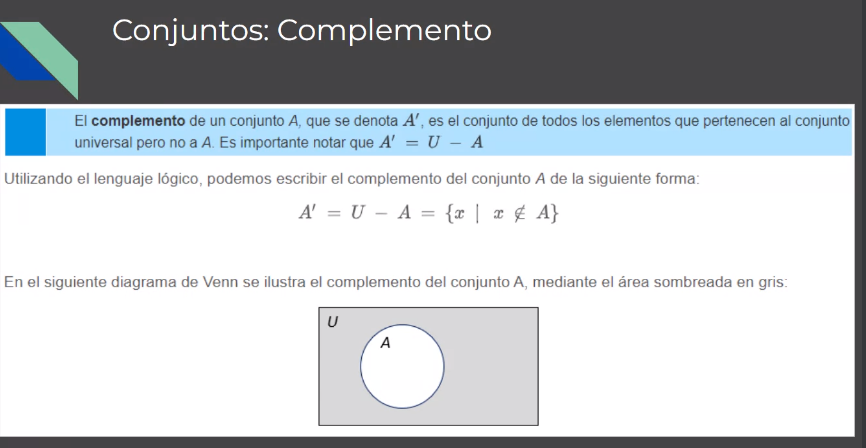 Conjuntos: Complemento
El complemento de un conjunto A, que se denota A′, es el conjunto de todos los elementos que pertenecen al conjunto
universal pero no a A. Es importante notar que A′ = U − A
Utilizando el lenguaje lógico, podemos escribir el complemento del conjunto A de la siguiente forma:
A′ = U − A = {x | x ∉ A}
En el siguiente diagrama de Venn se ilustra el complemento del conjunto A, mediante el área sombreada en gris:
U
A